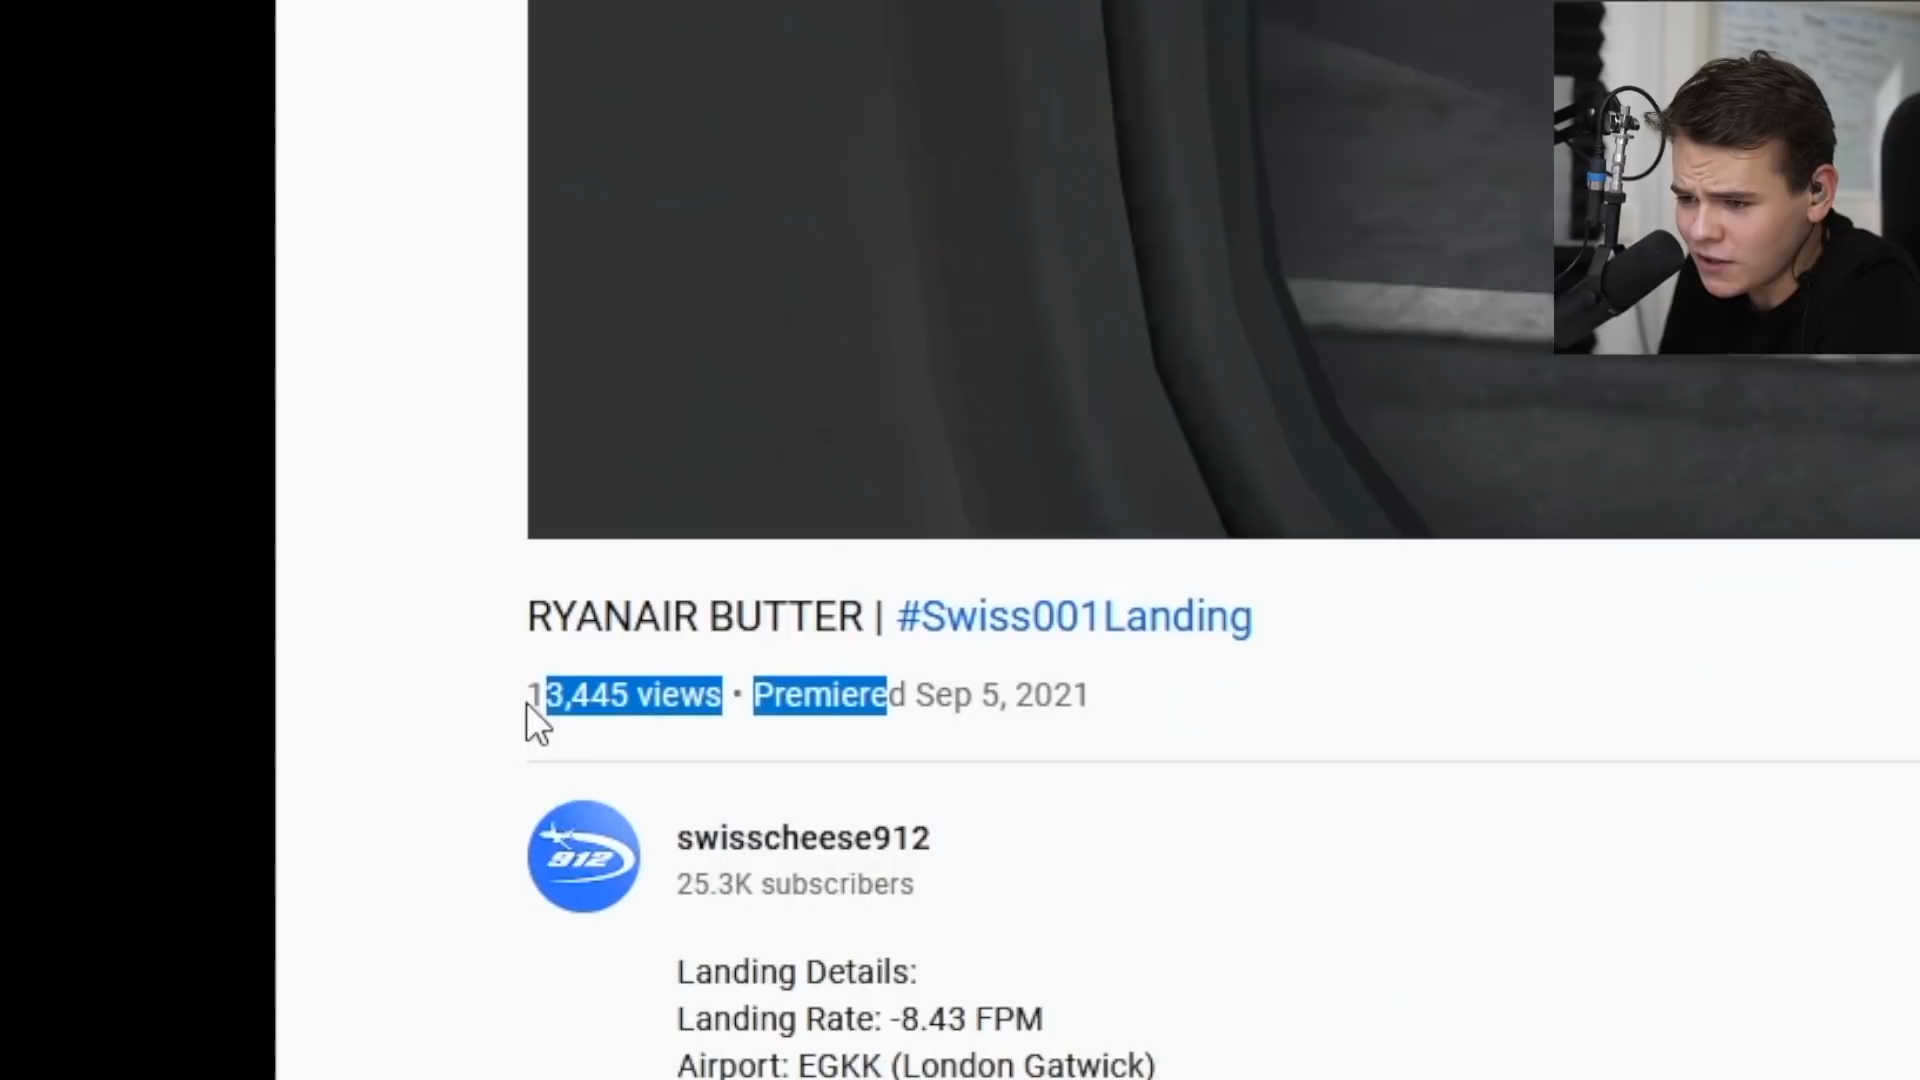 RYANAIR BUTTER | #Swiss001Landing
13,445 views • Premiered Sep 5, 2021
912
swisscheese912
25.3K subscribers
Landing Details:
Landing Rate: -8.43 FPM
Airport: EGKK (London Gatwick)